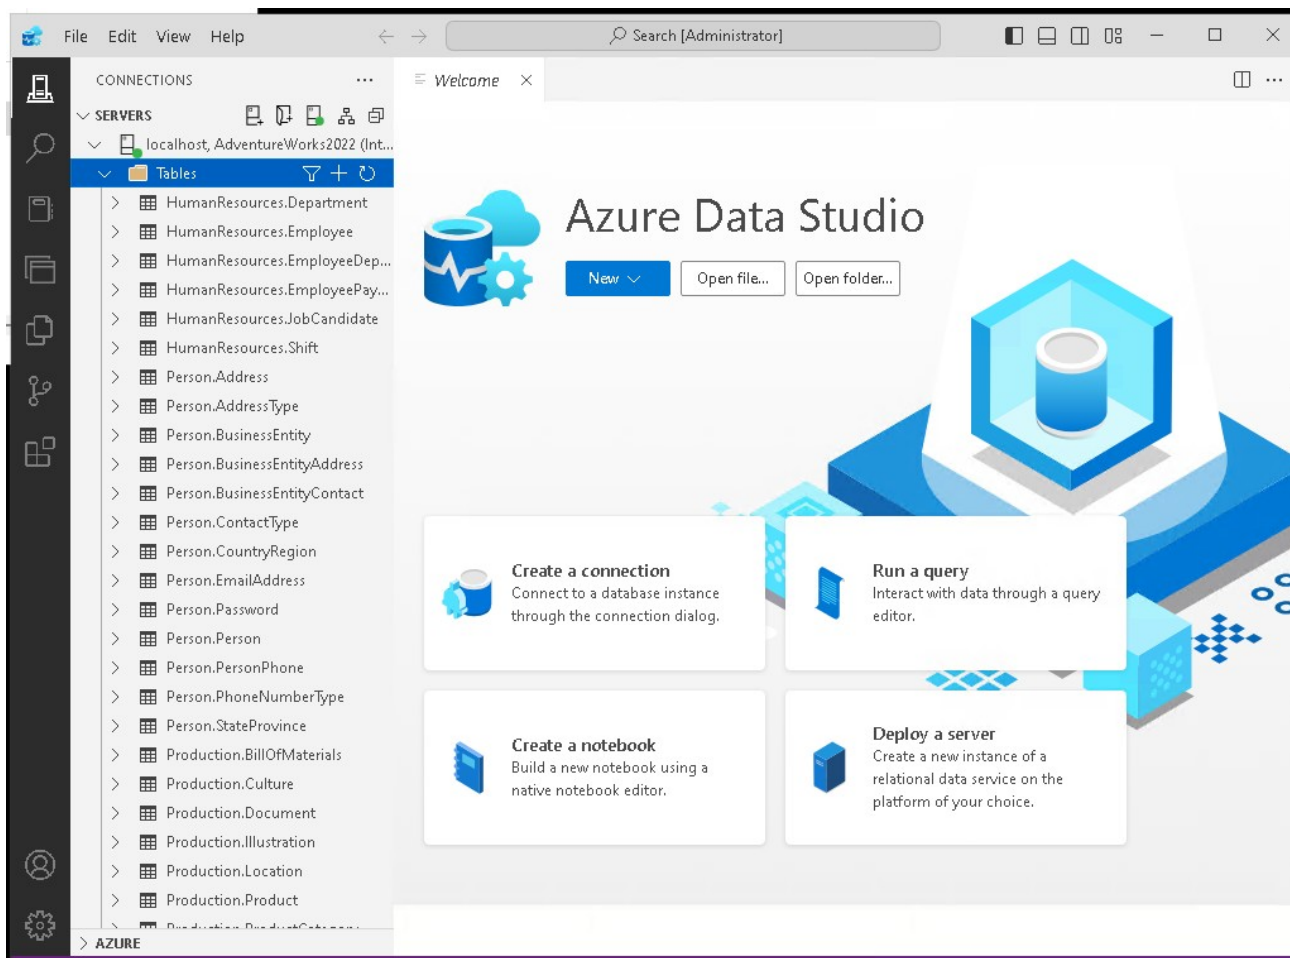 File Edit View Help
Search [Administrator]
CONNECTIONS
Welcome
SERVERS
localhost, AdventureWorks2022 (Int...
Tables
HumanResources.Department
HumanResources.Employee
HumanResources.EmployeeDep...
HumanResources.EmployeePay...
HumanResources.JobCandidate
HumanResources.Shift
Person.Address
Person.AddressType
Person.BusinessEntity
Person.BusinessEntityAddress
Person.BusinessEntityContact
Person.ContactType
Person.CountryRegion
Person.EmailAddress
Person.Password
Person.Person
Person.PersonPhone
Person.PhoneNumberType
Person.StateProvince
Production.BillOfMaterials
Production.Culture
Production.Document
Production.Illustration
Production.Location
Production.Product
Production.ProductCategory
AZURE
Azure Data Studio
New
Open file...
Open folder...
Create a connection
Connect to a database instance
through the connection dialog.
Run a query
Interact with data through a query
editor.
Create a notebook
Build a new notebook using a
native notebook editor.
Deploy a server
Create a new instance of a
relational data service on the
platform of your choice.